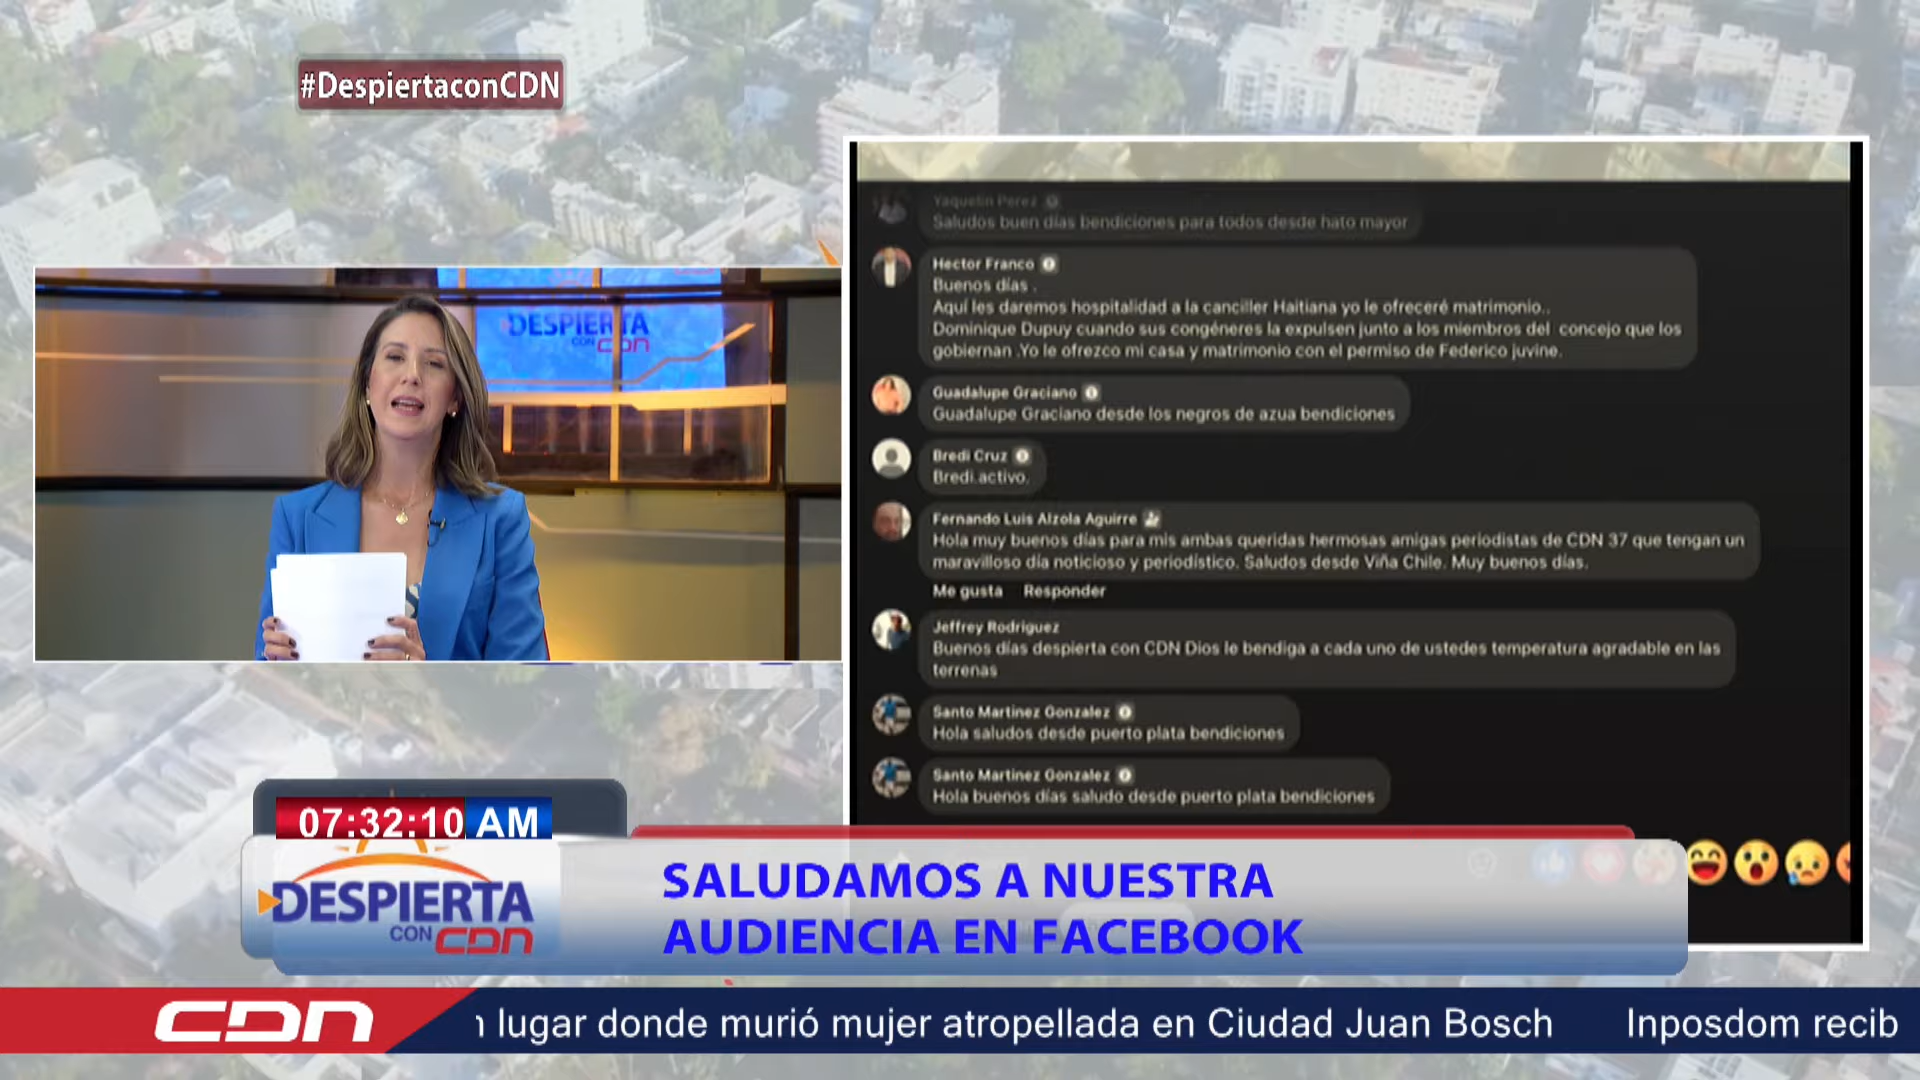 #DespiertaconCDN
DESPIERTA
CON CDN
Yaquelin Perez
Saludos buen días bendiciones para todos desde hato mayor
Hector Franco
Buenos días .
Aquí les daremos hospitalidad a la canciller Haitiana yo le ofreceré matrimonio..
Dominique Dupuy cuando sus congéneres la expulsen junto a los miembros del concejo que los
gobiernan .Yo le ofrezco mi casa y matrimonio con el permiso de Federico juvine.
Guadalupe Graciano
Guadalupe Graciano desde los negros de azua bendiciones
Bredi Cruz
Bredi.activo.
Fernando Luis Alzola Aguirre
Hola muy buenos días para mis ambas queridas hermosas amigas periodistas de CDN 37 que tengan un
maravilloso día noticioso y periodístico. Saludos desde Viña Chile. Muy buenos días.
Me gusta Responder
Jeffrey Rodriguez
Buenos días despierta con CDN Dios le bendiga a cada uno de ustedes temperatura agradable en las
terrenas
Santo Martinez Gonzalez
Hola saludos desde puerto plata bendiciones
Santo Martinez Gonzalez
Hola buenos días saludo desde puerto plata bendiciones
07:32:10 AM
DESPIERTA
CON CDN
SALUDAMOS A NUESTRA
AUDIENCIA EN FACEBOOK
CDN
lugar donde murió mujer atropellada en Ciudad Juan Bosch Inposdom recib